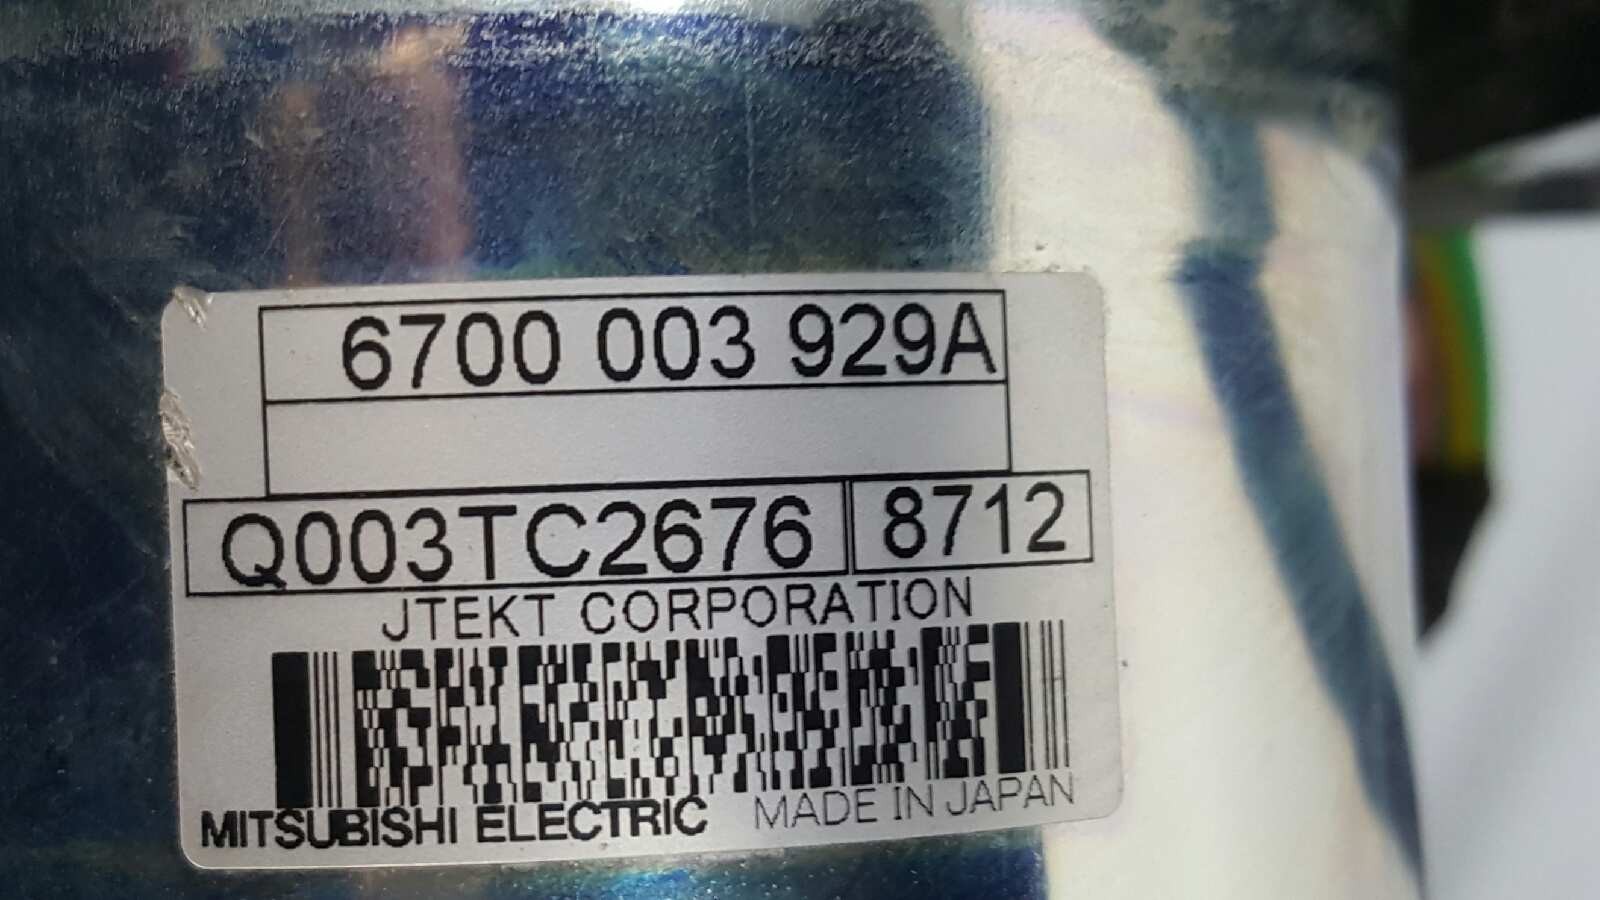 6700 003 929A
Q003TC2676 8712
JTEKT CORPORATION
MITSUBISHI ELECTRIC MADE IN JAPAN